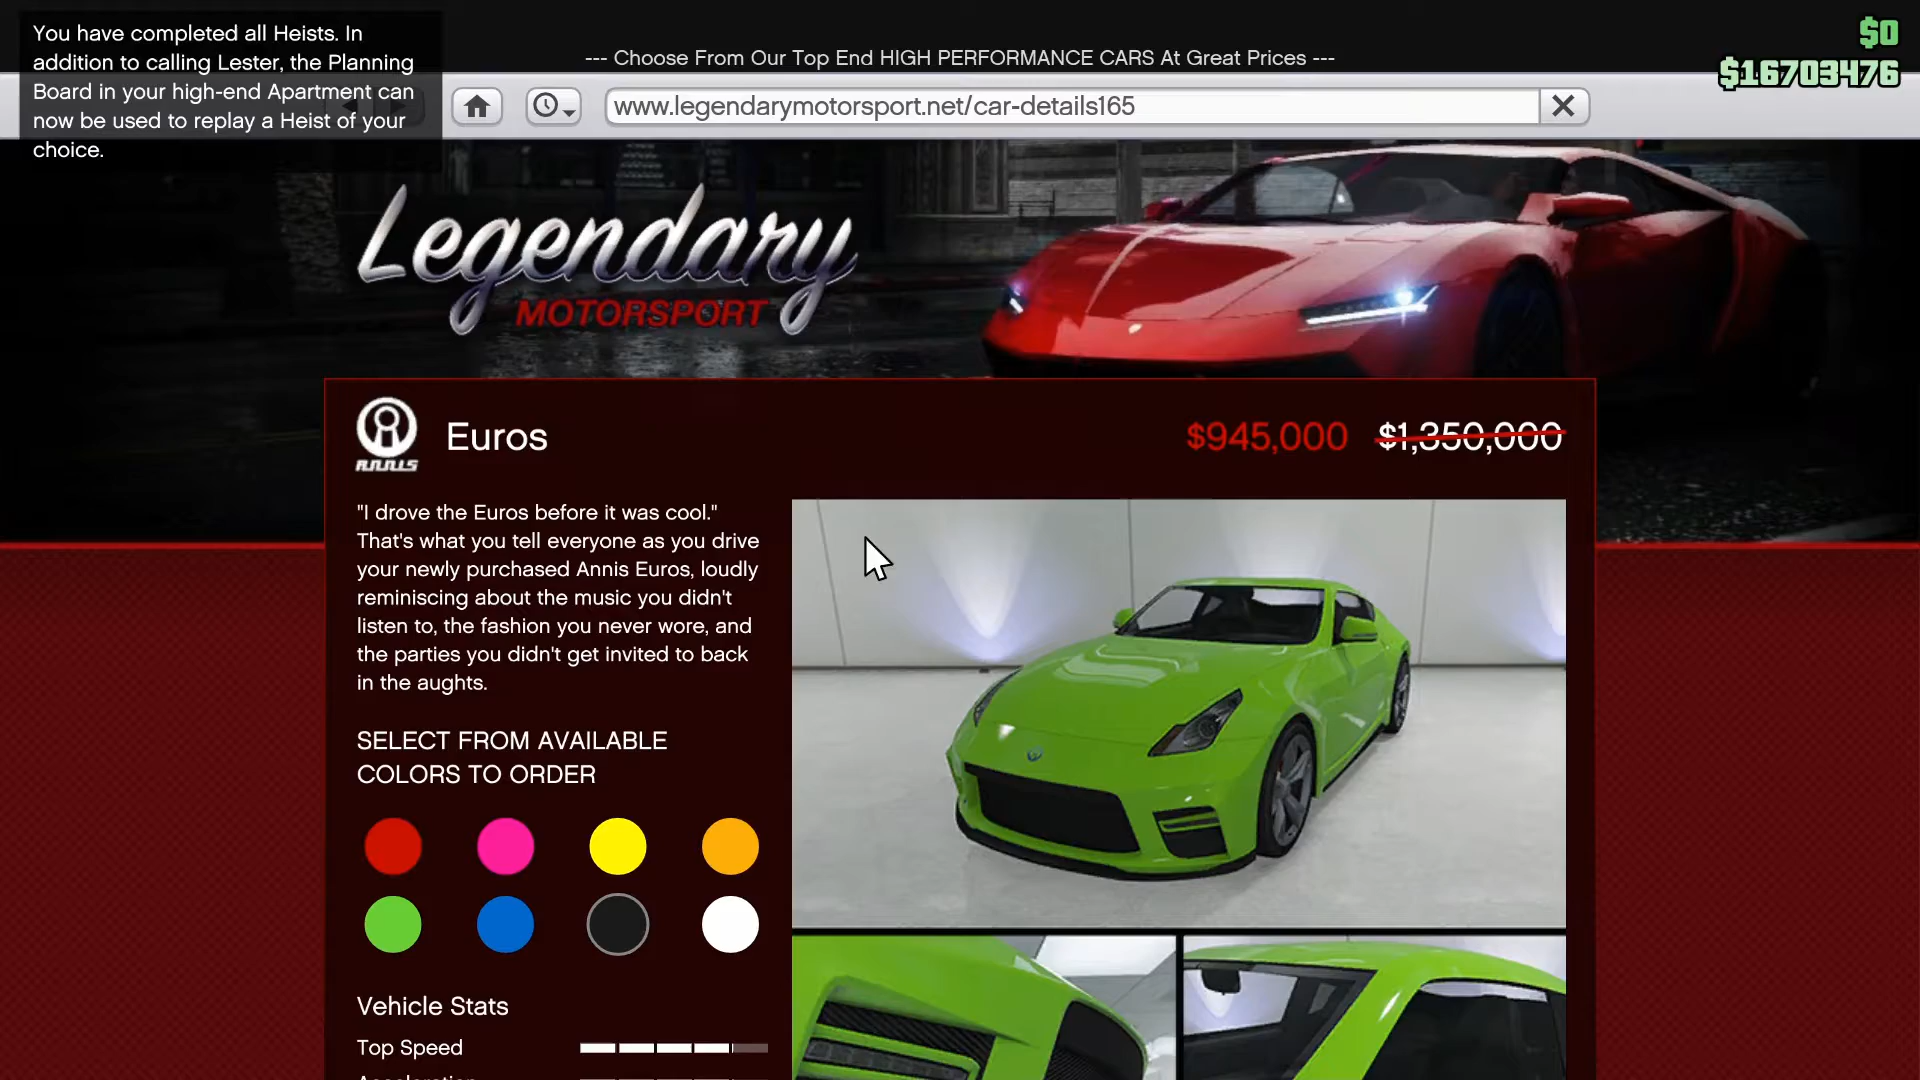 You have completed all Heists. In
addition to calling Lester, the Planning
Board in your high-end Apartment can
now be used to replay a Heist of your
choice.
--- Choose From Our Top End HIGH PERFORMANCE CARS At Great Prices ---
$0
$16703476
www.legendarymotorsport.net/car-details165
Legendary
MOTORSPORT
ANNIS
Euros
$945,000
$1,350,000
"I drove the Euros before it was cool."
That's what you tell everyone as you drive
your newly purchased Annis Euros, loudly
reminiscing about the music you didn't
listen to, the fashion you never wore, and
the parties you didn't get invited to back
in the aughts.
SELECT FROM AVAILABLE
COLORS TO ORDER
Vehicle Stats
Top Speed
Acceleration